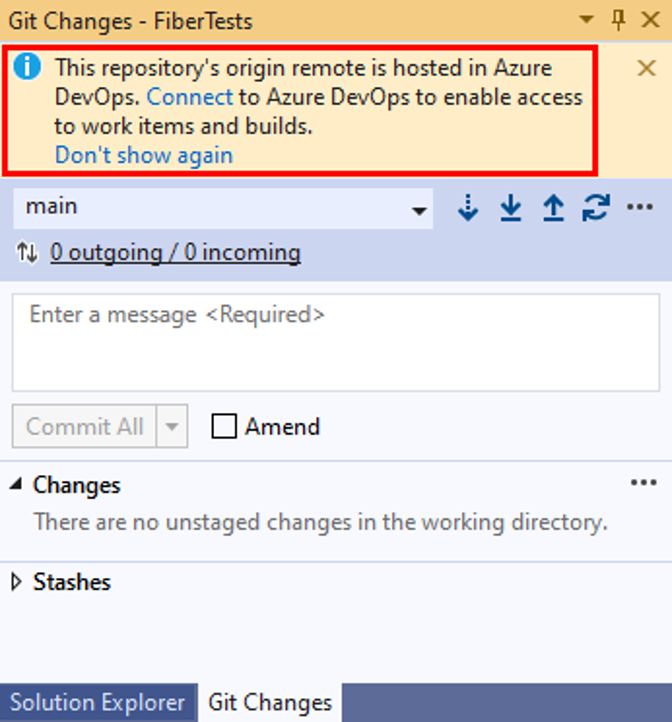 Git Changes - FiberTests
This repository's origin remote is hosted in Azure
DevOps. Connect to Azure DevOps to enable access
to work items and builds.
Don't show again
main
0 outgoing / 0 incoming
Enter a message <Required>
Commit All
Amend
Changes
There are no unstaged changes in the working directory.
Stashes
Solution Explorer
Git Changes